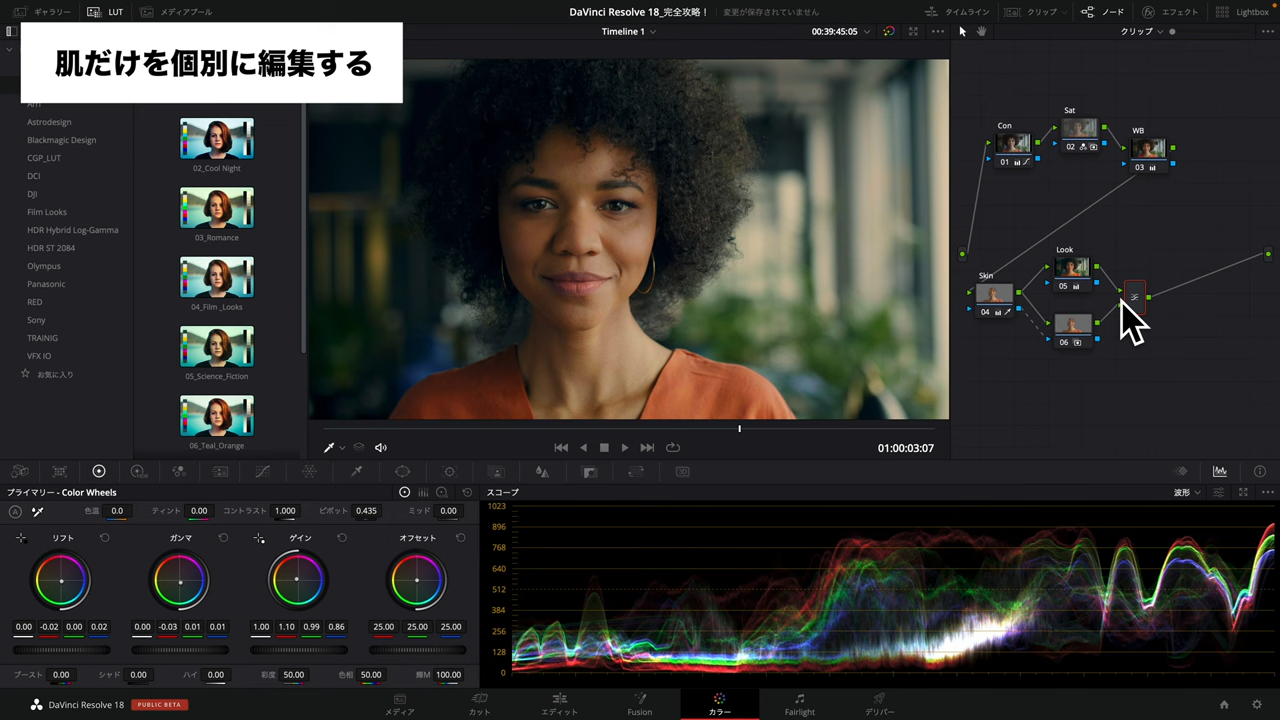 ギャラリー
LUT
メディアプール
DaVinci Resolve 18_完全攻略！
変更が保存されていません
タイムライン
クリップ
ノード
エフェクト
Lightbox
肌だけを個別に編集する
Timeline 1
00:39:45:05
クリップ
Astrodesign
Blackmagic Design
CGP_LUT
DCI
DJI
Film Looks
HDR Hybrid Log-Gamma
HDR ST 2084
Olympus
Panasonic
RED
Sony
TRAINIG
VFX IO
お気に入り
02_Cool Night
03_Romance
04_Film _Looks
05_Science_Fiction
06_Teal_Orange
Con
01
Sat
02
WB
03
Skin
04
Look
05
06
01:00:03:07
プライマリー - Color Wheels
色温 0.0
ティント 0.00
コントラスト 1.000
ピボット 0.435
ミッド 0.00
リフト
ガンマ
ゲイン
オフセット
0.00 -0.02 0.00 0.02
0.00 -0.03 0.01 0.01
1.00 1.10 0.99 0.86
25.00 25.00 25.00
ブースト 0.00
シャド 0.00
ハイ 0.00
彩度 50.00
色相 50.00
輝M 100.00
スコープ
波形
1023
896
768
640
512
384
256
128
0
DaVinci Resolve 18
PUBLIC BETA
メディア
カット
エディット
Fusion
カラー
Fairlight
デリバー